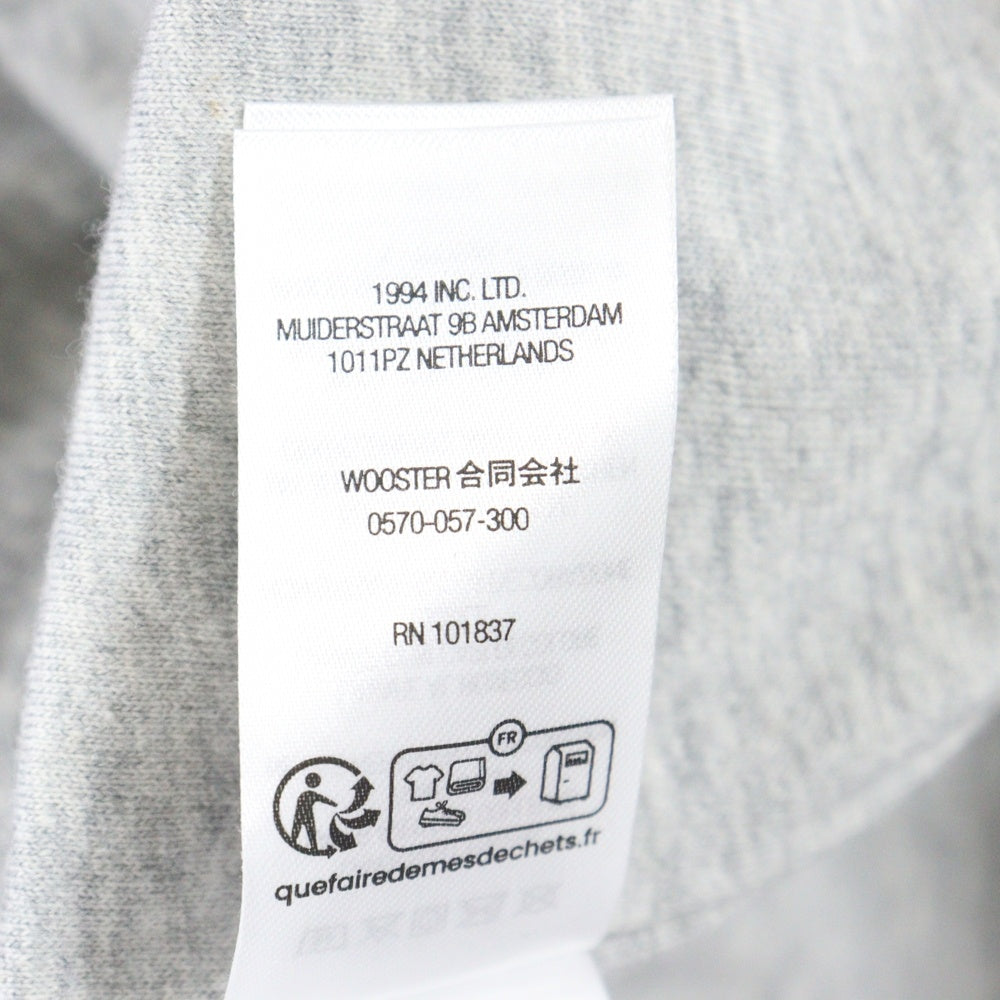 1994 INC. LTD.
MUIDERSTRAAT 9B AMSTERDAM
1011PZ NETHERLANDS
WOOSTER 合同会社
0570-057-300
RN 101837
FR
quefairedemesdechets.fr